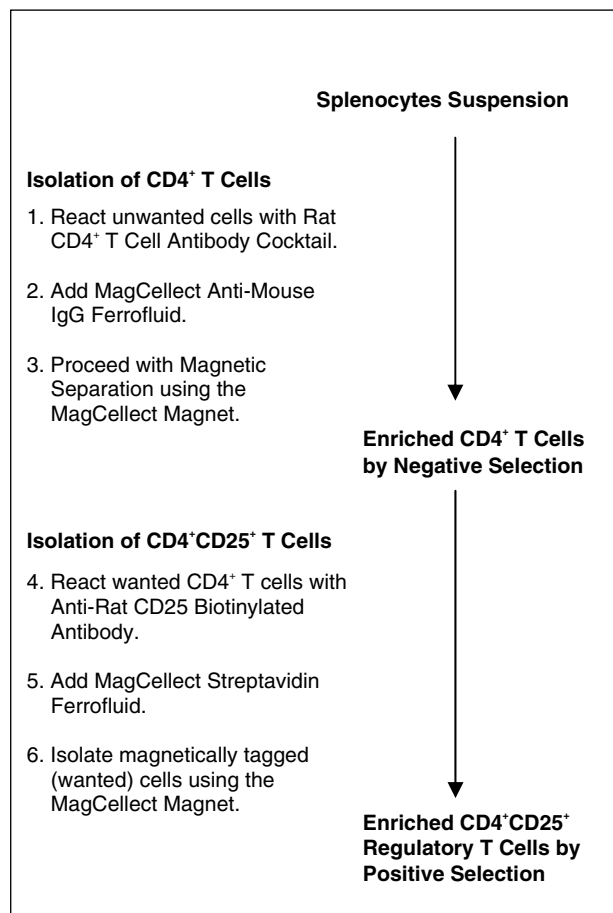 Splenocytes Suspension
Isolation of CD4⁺ T Cells
1. React unwanted cells with Rat
CD4⁺ T Cell Antibody Cocktail.
2. Add MagCellect Anti-Mouse
IgG Ferrofluid.
3. Proceed with Magnetic
Separation using the
MagCellect Magnet.
Enriched CD4⁺ T Cells
by Negative Selection
Isolation of CD4⁺CD25⁺ T Cells
4. React wanted CD4⁺ T cells with
Anti-Rat CD25 Biotinylated
Antibody.
5. Add MagCellect Streptavidin
Ferrofluid.
6. Isolate magnetically tagged
(wanted) cells using the
MagCellect Magnet.
Enriched CD4⁺CD25⁺
Regulatory T Cells by
Positive Selection